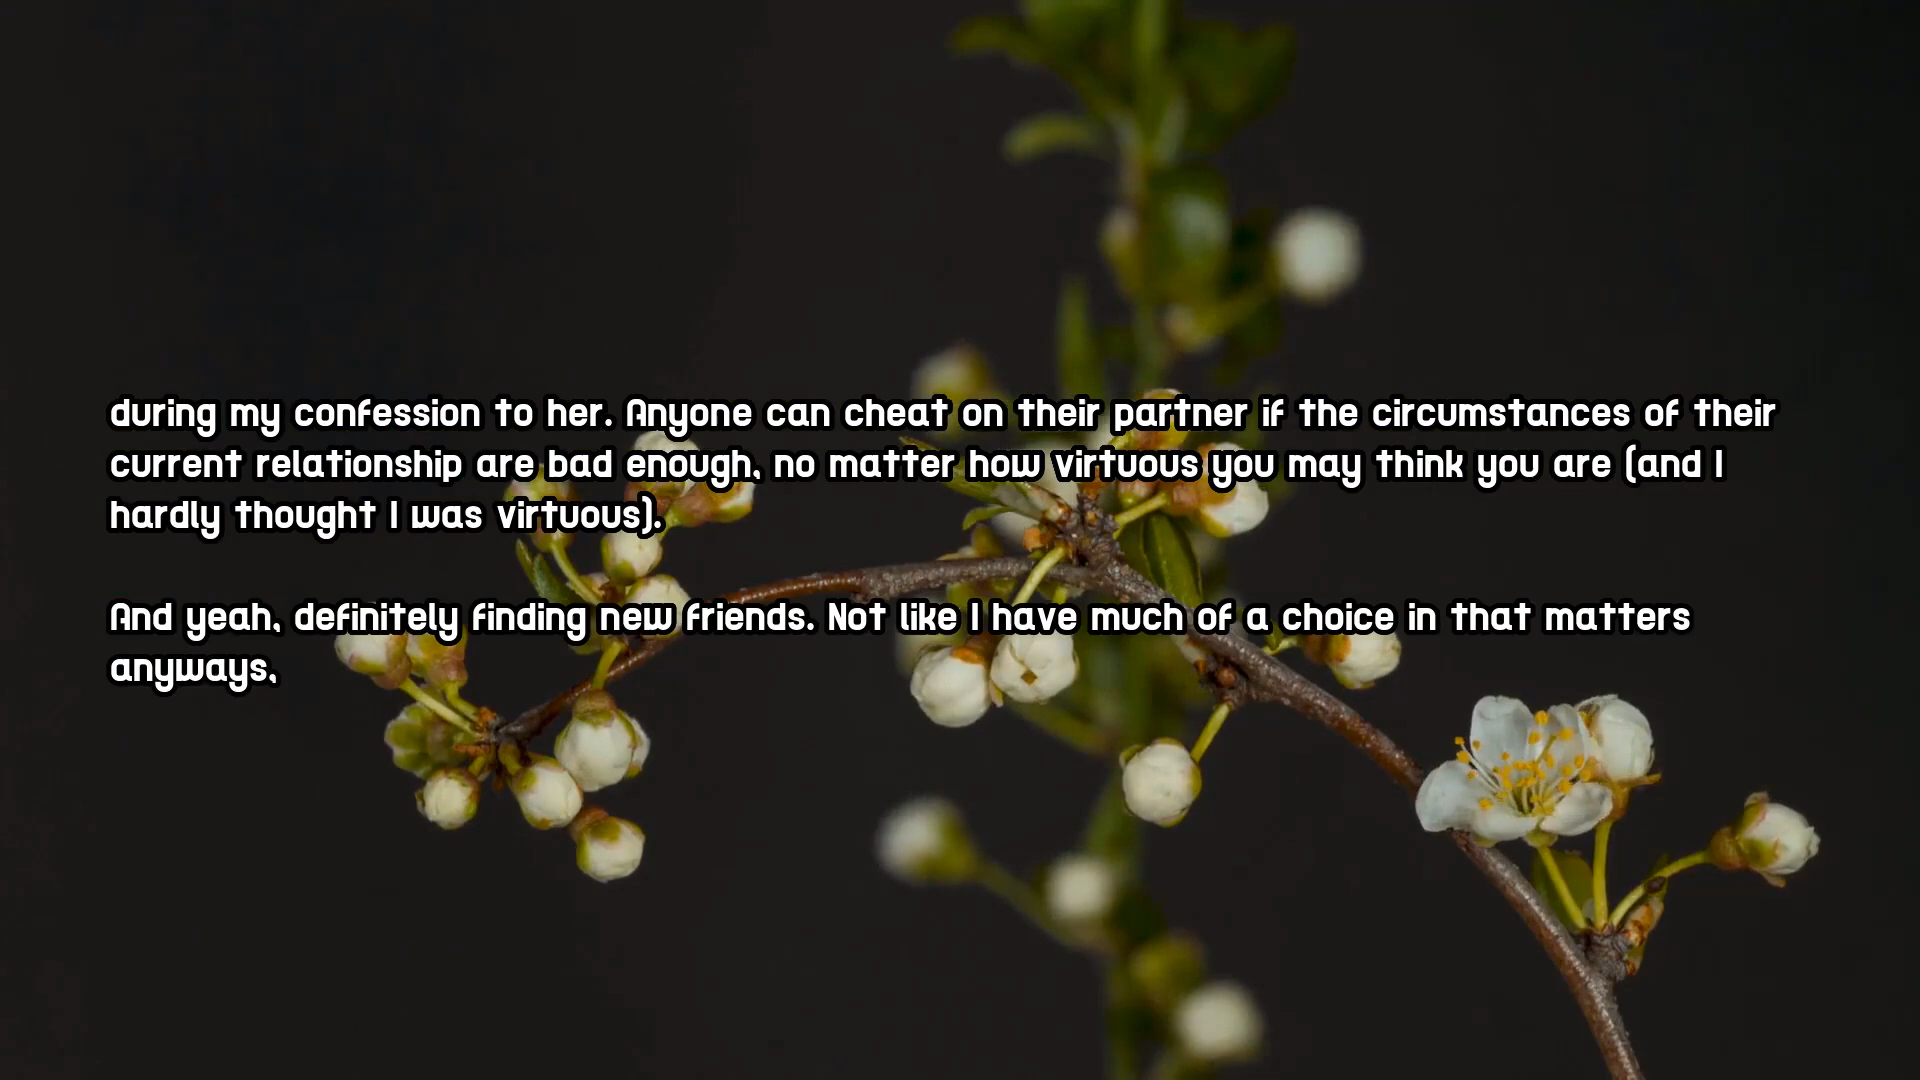 during my confession to her. Anyone can cheat on their partner if the circumstances of their
current relationship are bad enough, no matter how virtuous you may think you are (and I
hardly thought I was virtuous).
And yeah, definitely finding new friends. Not like I have much of a choice in that matters
anyways,